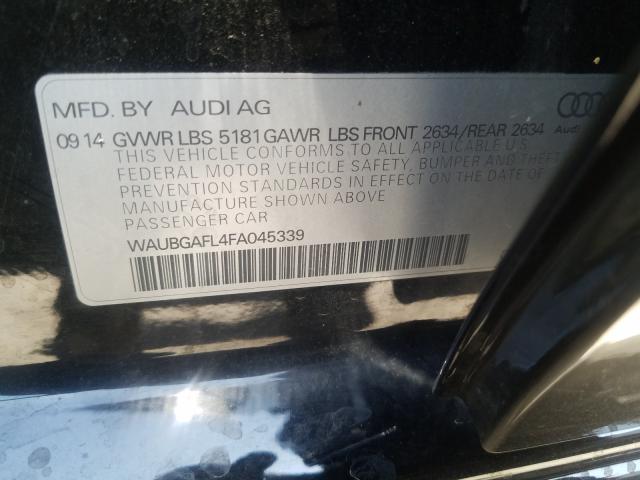 MFD. BY AUDI AG
09 14 GVWR LBS 5181 GAWR LBS FRONT 2634/REAR 2634
Audi
THIS VEHICLE CONFORMS TO ALL APPLICABLE U S
FEDERAL MOTOR VEHICLE SAFETY, BUMPER AND THEFT
PREVENTION STANDARDS IN EFFECT ON THE DATE OF
MANUFACTURE SHOWN ABOVE
PASSENGER CAR
WAUBGAFL4FA045339